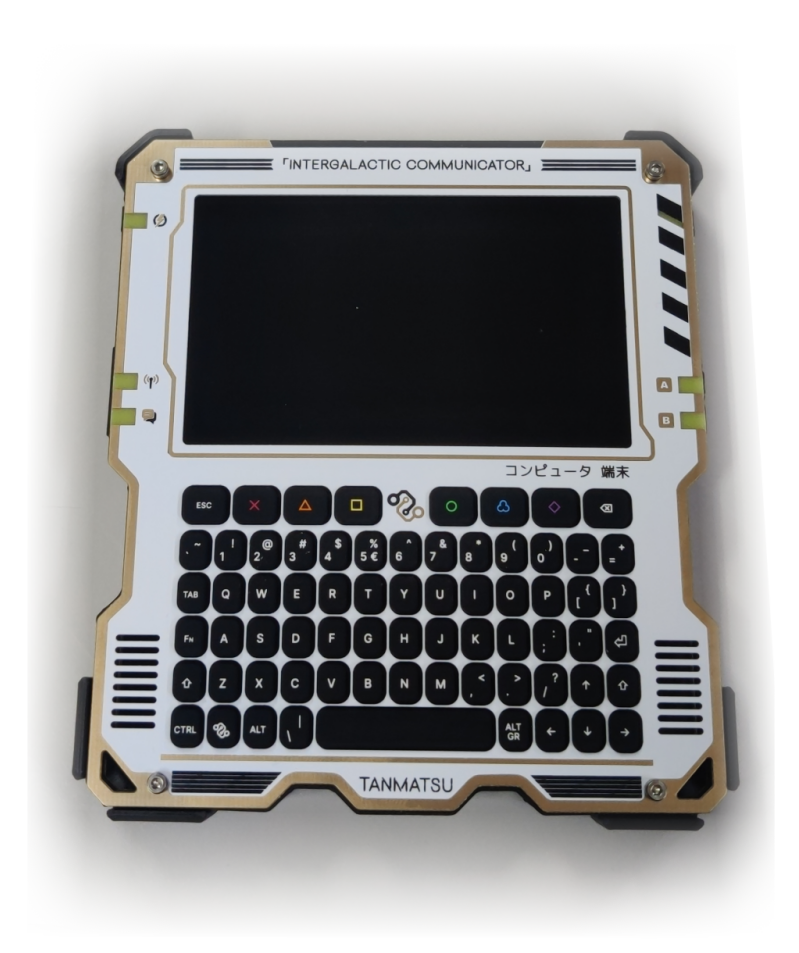 「INTERGALACTIC COMMUNICATOR」
A
B
コンピュータ 端末
ESC
` ~ 1 ! 2 @ 3 # 4 $ 5 % € 6 ^ 7 & 8 * 9 ( 0 ) - _ = +
TAB Q W E R T Y U I O P [ { ] }
FN A S D F G H J K L ; : ' "
Z X C V B N M , < . > / ? ↑
CTRL ALT \ | ALT GR ← ↓ →
TANMATSU